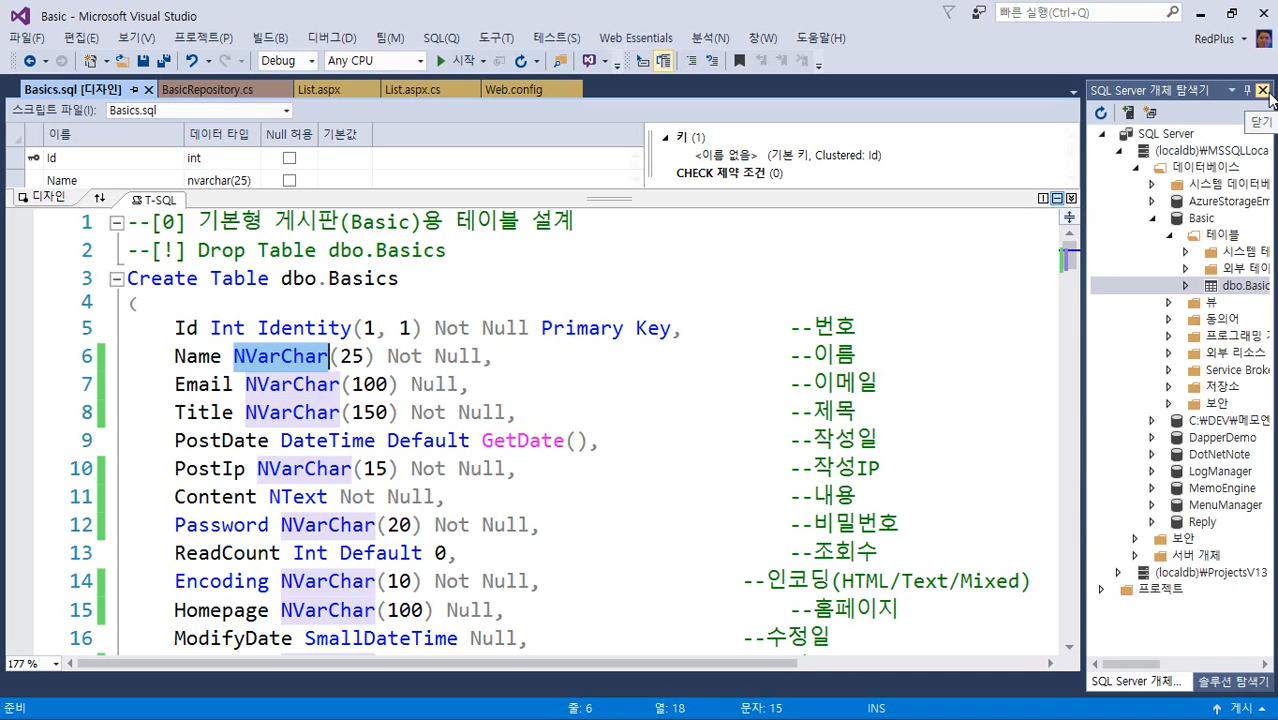 Basic - Microsoft Visual Studio
빠른 실행(Ctrl+Q)
파일(F) 편집(E) 보기(V) 프로젝트(P) 빌드(B) 디버그(D) 팀(M) SQL(Q) 도구(T) 테스트(S) Web Essentials 분석(N) 창(W) 도움말(H)
RedPlus
Debug Any CPU 시작
Basics.sql [디자인] BasicRepository.cs List.aspx List.aspx.cs Web.config
스크립트 파일(F): Basics.sql
이름 데이터 타입 Null 허용 기본값
Id int
Name nvarchar(25)
키 (1)
<이름 없음> (기본 키, Clustered: Id)
CHECK 제약 조건 (0)
디자인 T-SQL
1 --[0] 기본형 게시판(Basic)용 테이블 설계
2 --[!] Drop Table dbo.Basics
3 Create Table dbo.Basics
4 (
5 Id Int Identity(1, 1) Not Null Primary Key, --번호
6 Name NVarChar(25) Not Null, --이름
7 Email NVarChar(100) Null, --이메일
8 Title NVarChar(150) Not Null, --제목
9 PostDate DateTime Default GetDate(), --작성일
10 PostIp NVarChar(15) Not Null, --작성IP
11 Content NText Not Null, --내용
12 Password NVarChar(20) Not Null, --비밀번호
13 ReadCount Int Default 0, --조회수
14 Encoding NVarChar(10) Not Null, --인코딩(HTML/Text/Mixed)
15 Homepage NVarChar(100) Null, --홈페이지
16 ModifyDate SmallDateTime Null, --수정일
177 %
SQL Server 개체 탐색기
닫기
SQL Server
(localdb)₩MSSQLLoca
데이터베이스
시스템 데이터베
AzureStorageEm
Basic
테이블
시스템 테
외부 테이
dbo.Basic
뷰
동의어
프로그래밍
외부 리소스
Service Brok
저장소
보안
C:₩DEV₩메모엔
DapperDemo
DotNetNote
LogManager
MemoEngine
MenuManager
Reply
보안
서버 개체
(localdb)₩ProjectsV13
프로젝트
SQL Server 개체... 솔루션 탐색기
준비 줄: 6 열: 18 문자: 15 INS 게시